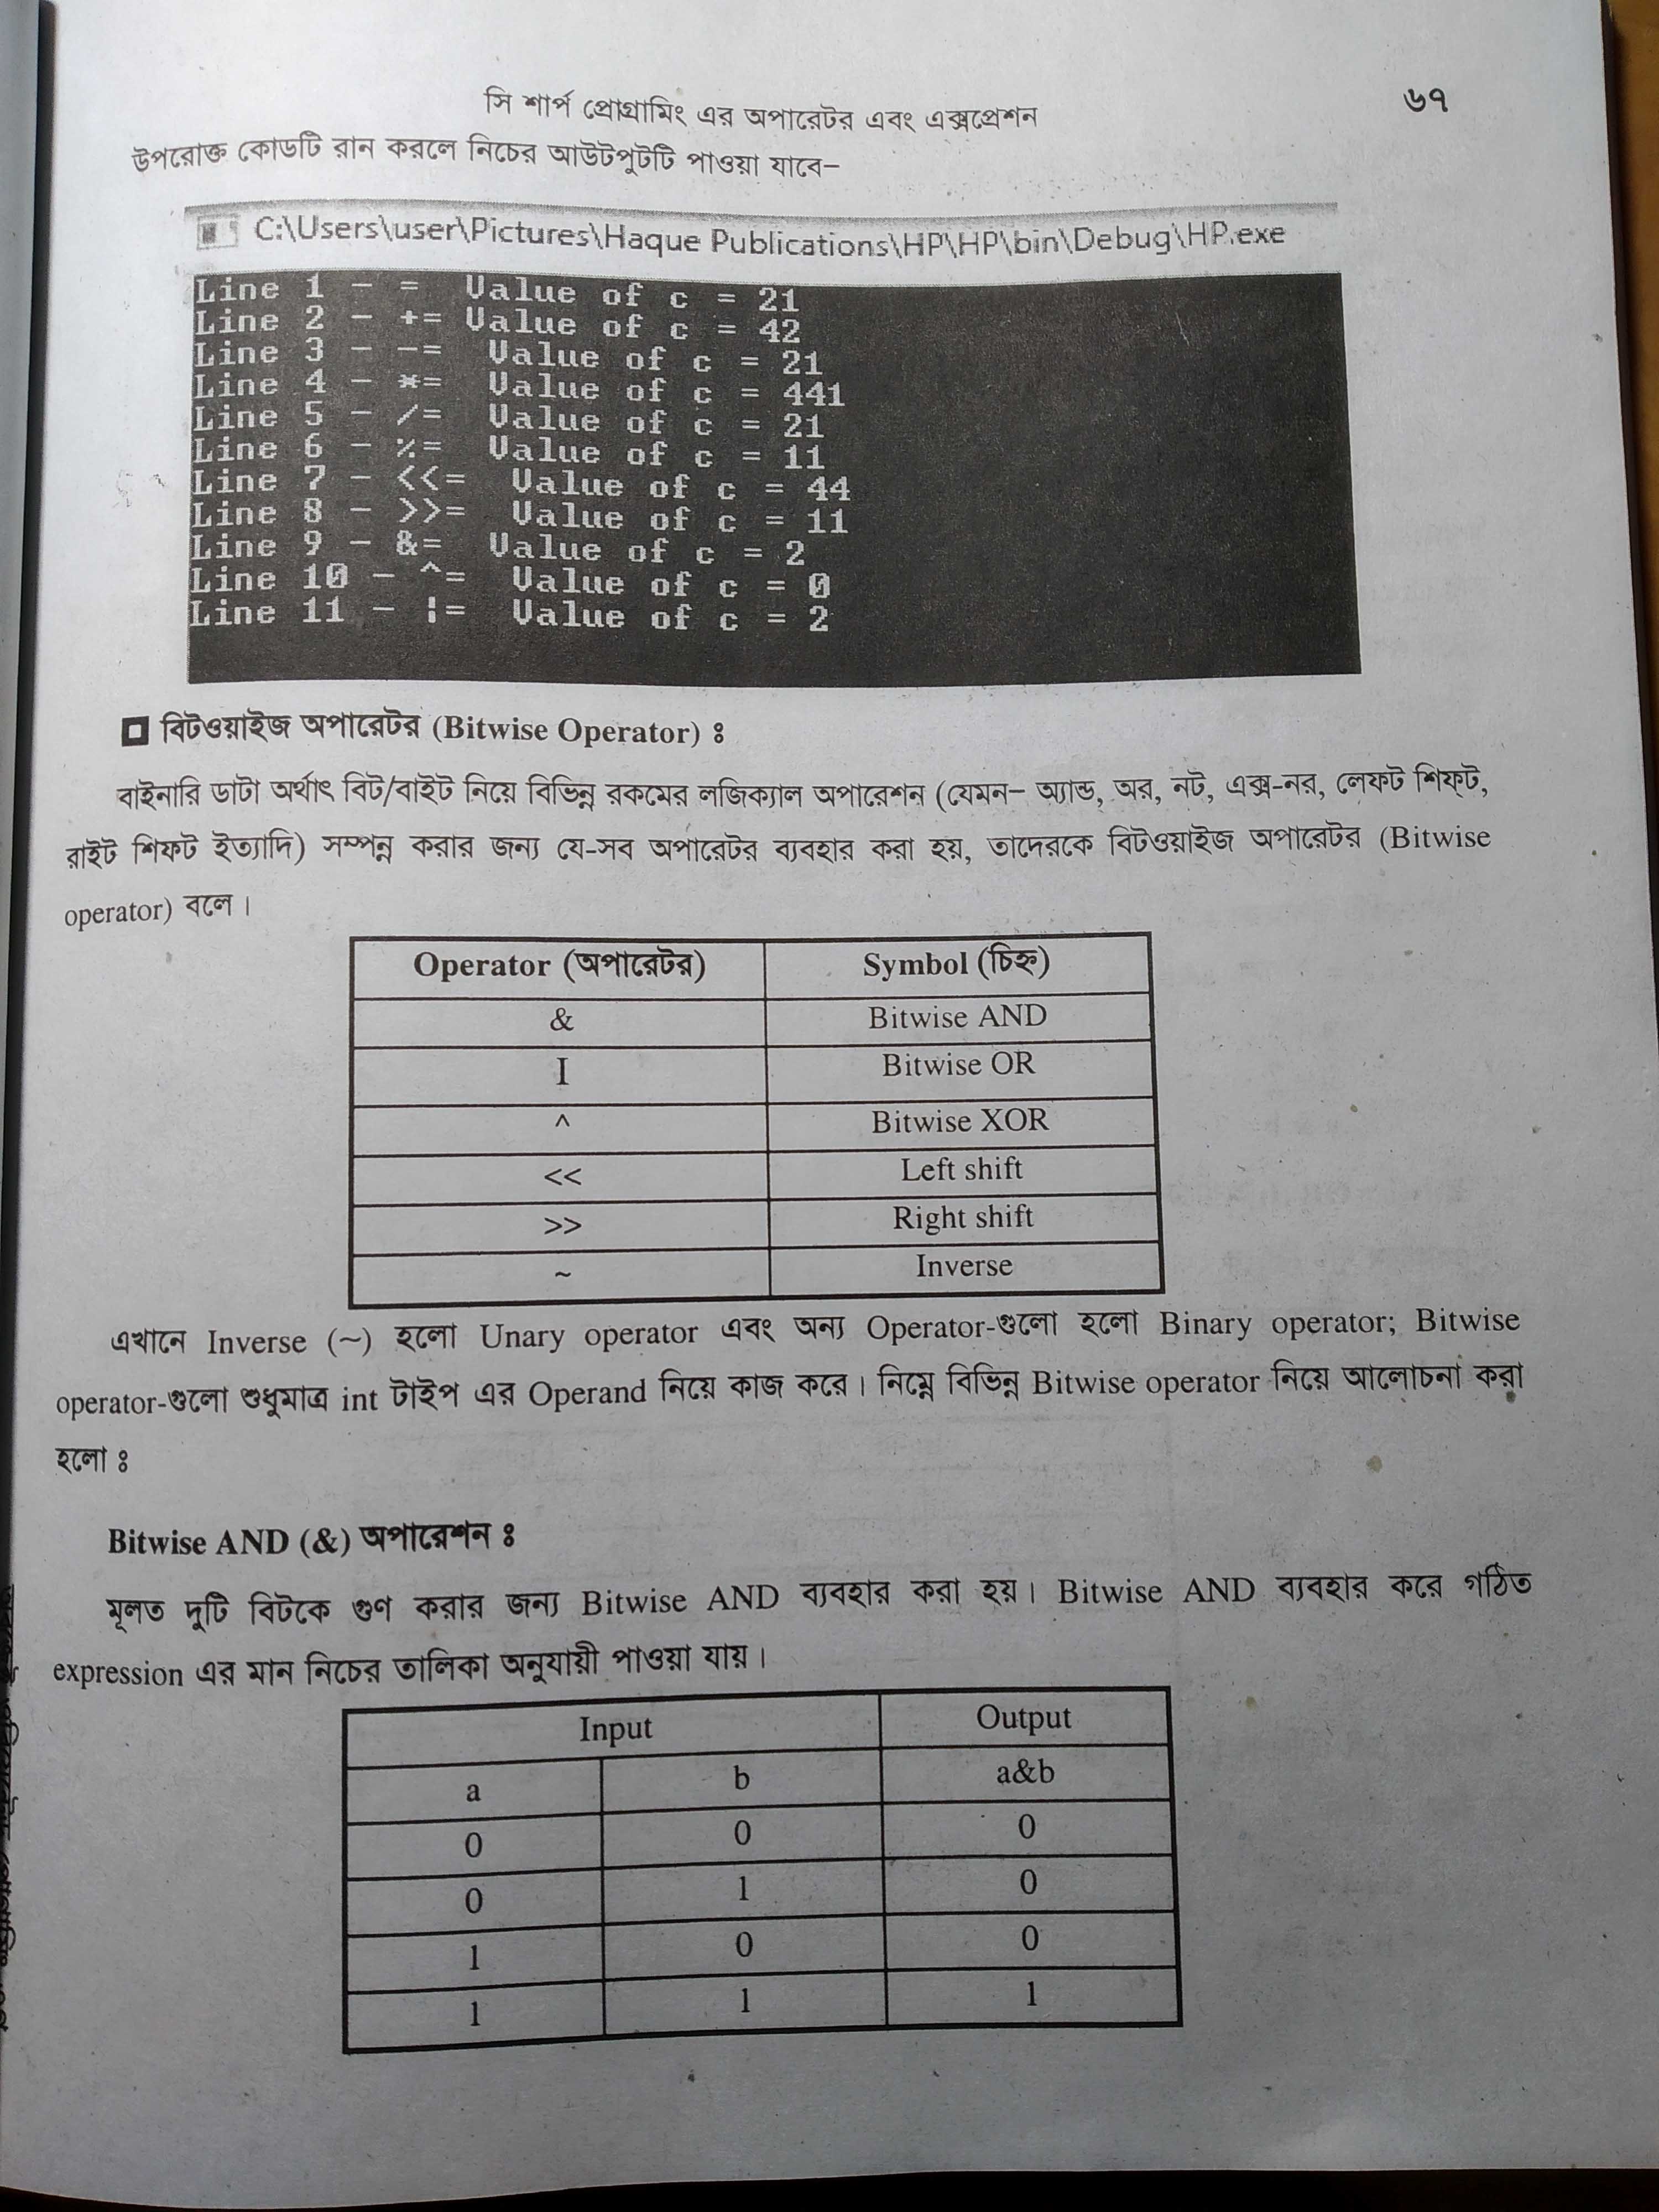 সি শার্প প্রোগ্রামিং এর অপারেটর এবং এক্সপ্রেশন ৬৭
উপরোক্ত কোডটি রান করলে নিচের আউটপুটটি পাওয়া যাবে–
C:\Users\user\Pictures\Haque Publications\HP\HP\bin\Debug\HP.exe
Line 1 - = Value of c = 21
Line 2 - += Value of c = 42
Line 3 - -= Value of c = 21
Line 4 - *= Value of c = 441
Line 5 - /= Value of c = 21
Line 6 - %= Value of c = 11
Line 7 - <<= Value of c = 44
Line 8 - >>= Value of c = 11
Line 9 - &= Value of c = 2
Line 10 - ^= Value of c = 0
Line 11 - |= Value of c = 2
বিটওয়াইজ অপারেটর (Bitwise Operator) ঃ
বাইনারি ডাটা অর্থাৎ বিট/বাইট নিয়ে বিভিন্ন রকমের লজিক্যাল অপারেশন (যেমন– অ্যান্ড, অর, নট, এক্স-নর, লেফট শিফ্ট,
রাইট শিফট ইত্যাদি) সম্পন্ন করার জন্য যে-সব অপারেটর ব্যবহার করা হয়, তাদেরকে বিটওয়াইজ অপারেটর (Bitwise
operator) বলে।
Operator (অপারেটর) Symbol (চিহ্ন)
& Bitwise AND
I Bitwise OR
^ Bitwise XOR
<< Left shift
>> Right shift
~ Inverse
এখানে Inverse (~) হলো Unary operator এবং অন্য Operator-গুলো হলো Binary operator; Bitwise
operator-গুলো শুধুমাত্র int টাইপ এর Operand নিয়ে কাজ করে। নিম্নে বিভিন্ন Bitwise operator নিয়ে আলোচনা করা
হলো ঃ
Bitwise AND (&) অপারেশন ঃ
মূলত দুটি বিটকে গুণ করার জন্য Bitwise AND ব্যবহার করা হয়। Bitwise AND ব্যবহার করে গঠিত
expression এর মান নিচের তালিকা অনুযায়ী পাওয়া যায়।
Input Output
a b a&b
0 0 0
0 1 0
1 0 0
1 1 1